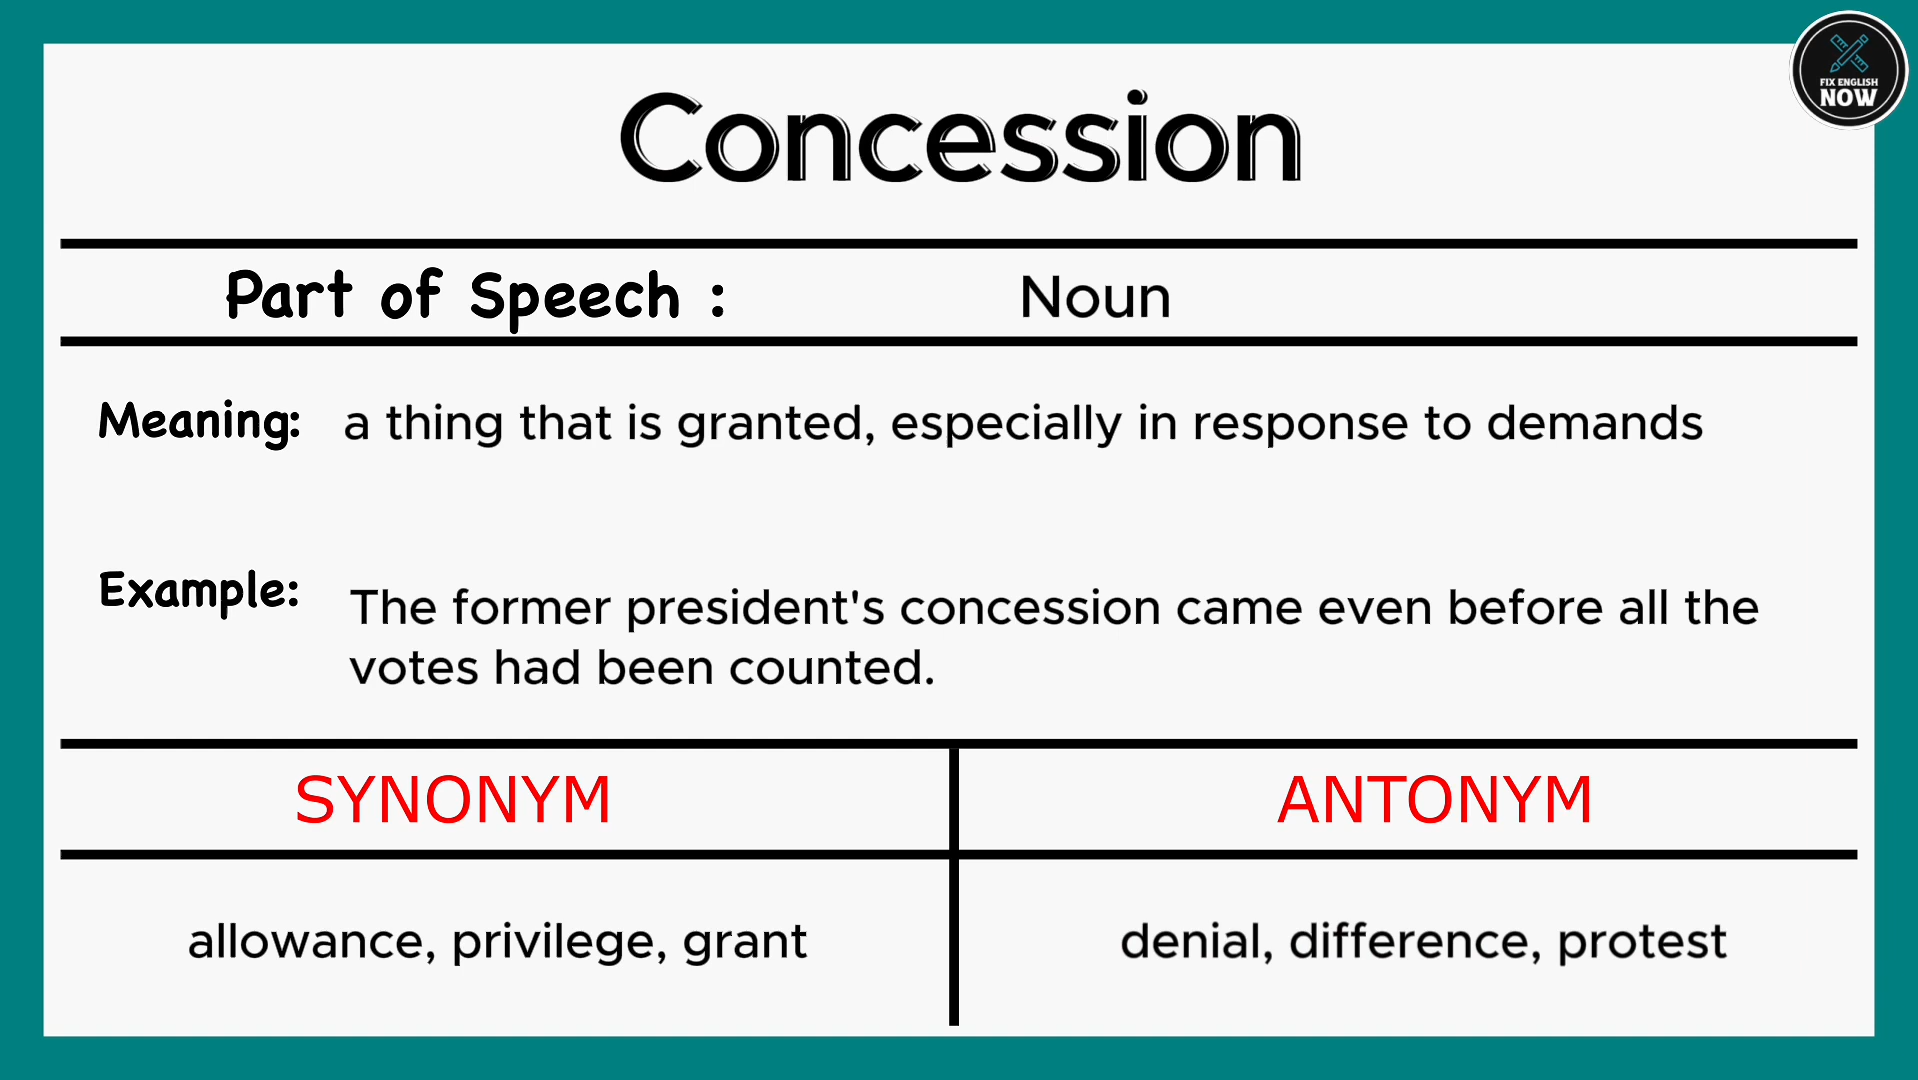 FIX ENGLISH
NOW
Concession
Part of Speech : Noun
Meaning: a thing that is granted, especially in response to demands
Example: The former president's concession came even before all the
votes had been counted.
SYNONYM ANTONYM
allowance, privilege, grant denial, difference, protest